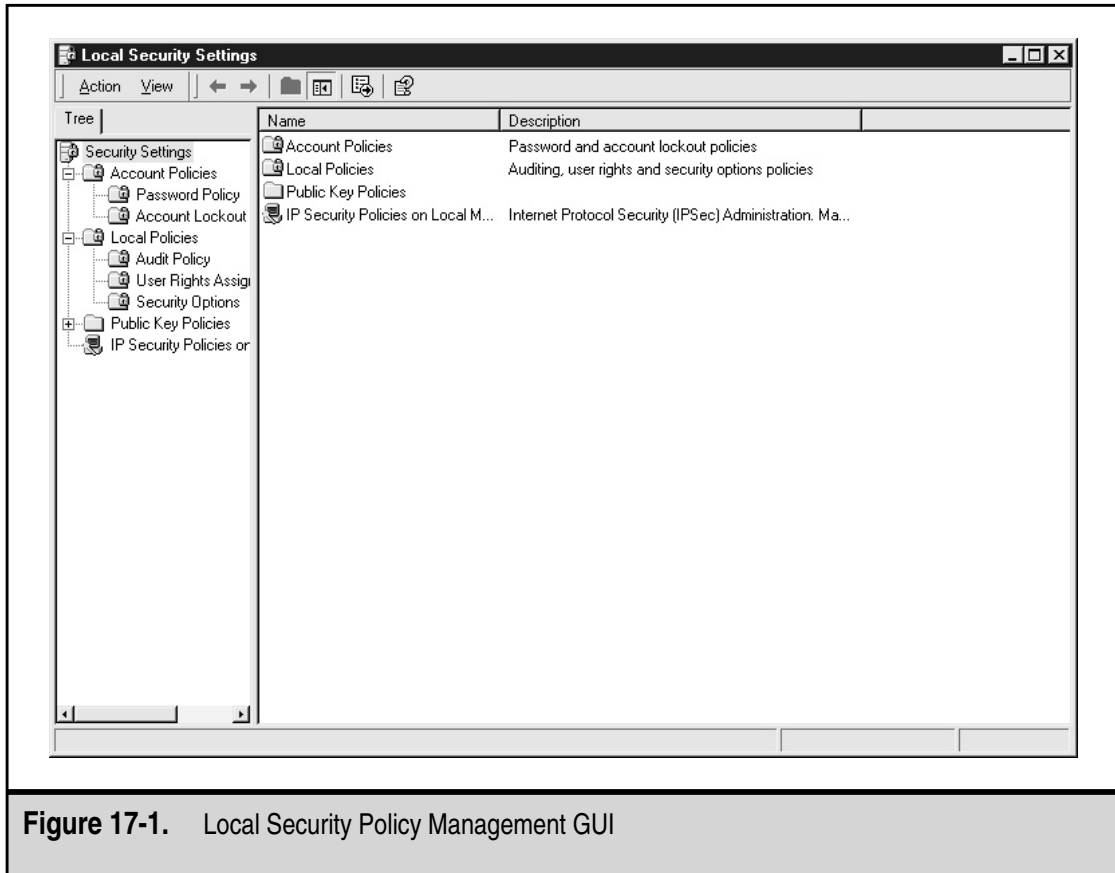 Local Security Settings
Action View
Tree
Name Description
Security Settings
Account Policies
Password Policy
Account Lockout
Local Policies
Audit Policy
User Rights Assig
Security Options
Public Key Policies
IP Security Policies or
Account Policies Password and account lockout policies
Local Policies Auditing, user rights and security options policies
Public Key Policies
IP Security Policies on Local M... Internet Protocol Security (IPSec) Administration. Ma...
Figure 17-1. Local Security Policy Management GUI